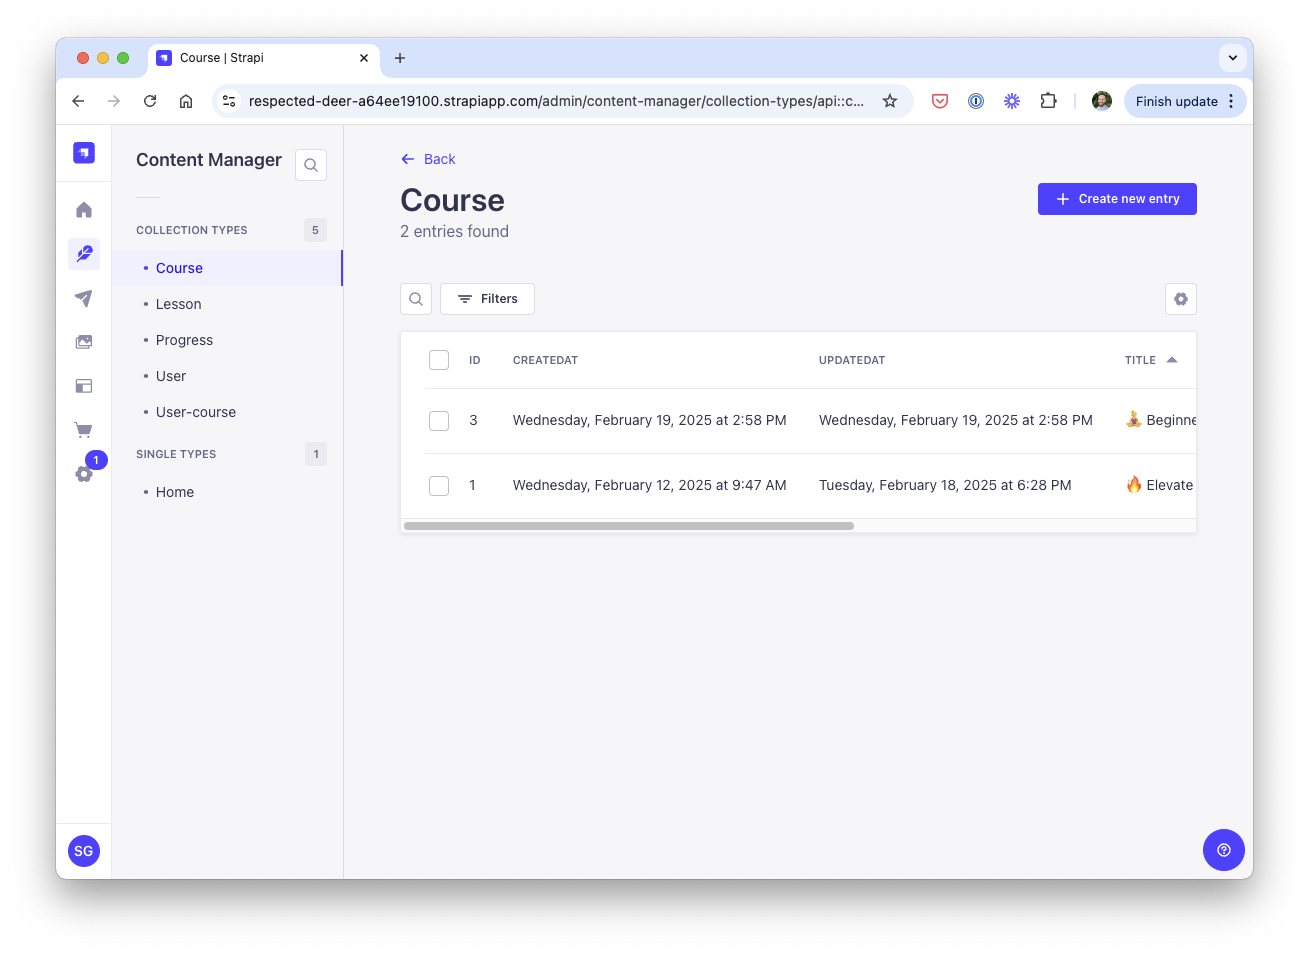 Course | Strapi
respected-deer-a64ee19100.strapiapp.com/admin/content-manager/collection-types/api::c...
Finish update
Content Manager
COLLECTION TYPES 5
Course
Lesson
Progress
User
User-course
SINGLE TYPES 1
Home
1
SG
Back
Course
2 entries found
Create new entry
Filters
ID CREATEDAT UPDATEDAT TITLE
3 Wednesday, February 19, 2025 at 2:58 PM Wednesday, February 19, 2025 at 2:58 PM 🧘 Beginne
1 Wednesday, February 12, 2025 at 9:47 AM Tuesday, February 18, 2025 at 6:28 PM 🔥 Elevate